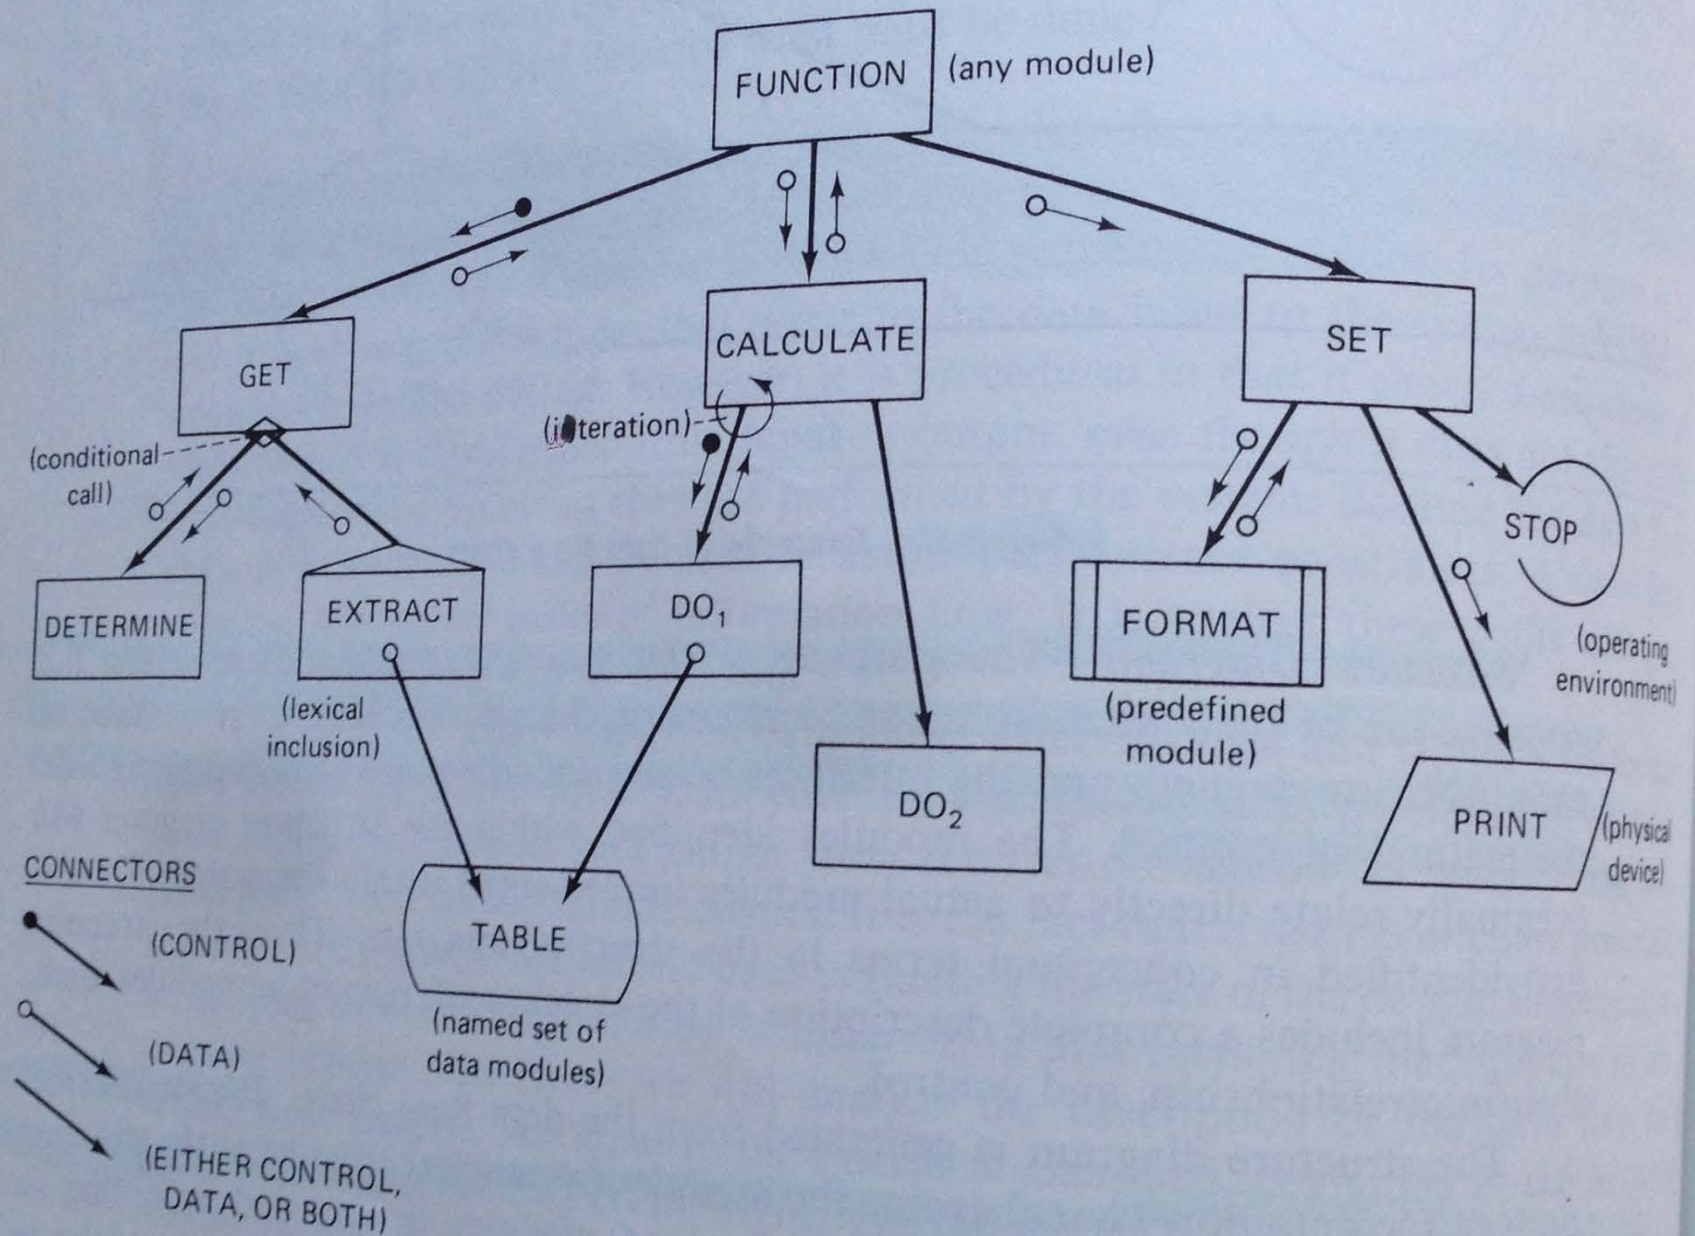 FUNCTION
(any module)
GET
CALCULATE
SET
(conditional
call)
(iteration)
STOP
(operating
environment)
DETERMINE
EXTRACT
DO₁
FORMAT
(lexical
inclusion)
(predefined
module)
DO₂
PRINT
(physical
device)
TABLE
(named set of
data modules)
CONNECTORS
(CONTROL)
(DATA)
(EITHER CONTROL,
DATA, OR BOTH)